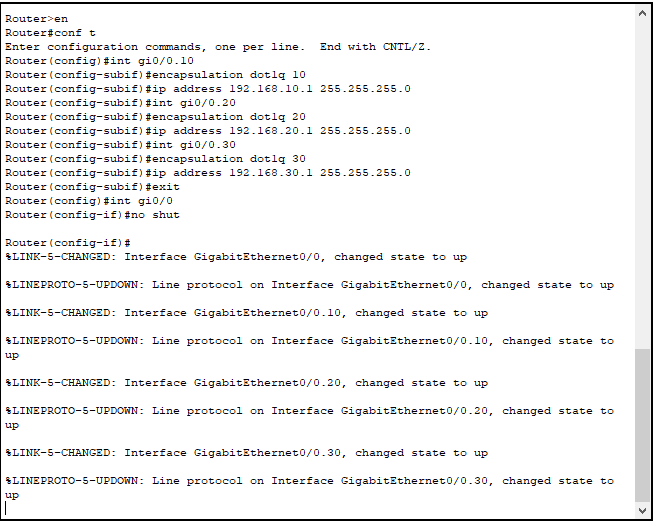 Router>en
Router#conf t
Enter configuration commands, one per line.  End with CNTL/Z.
Router(config)#int gi0/0.10
Router(config-subif)#encapsulation dot1q 10
Router(config-subif)#ip address 192.168.10.1 255.255.255.0
Router(config-subif)#int gi0/0.20
Router(config-subif)#encapsulation dot1q 20
Router(config-subif)#ip address 192.168.20.1 255.255.255.0
Router(config-subif)#int gi0/0.30
Router(config-subif)#encapsulation dot1q 30
Router(config-subif)#ip address 192.168.30.1 255.255.255.0
Router(config-subif)#exit
Router(config)#int gi0/0
Router(config-if)#no shut
Router(config-if)#
%LINK-5-CHANGED: Interface GigabitEthernet0/0, changed state to up
%LINEPROTO-5-UPDOWN: Line protocol on Interface GigabitEthernet0/0, changed state to up
%LINK-5-CHANGED: Interface GigabitEthernet0/0.10, changed state to up
%LINEPROTO-5-UPDOWN: Line protocol on Interface GigabitEthernet0/0.10, changed state to
up
%LINK-5-CHANGED: Interface GigabitEthernet0/0.20, changed state to up
%LINEPROTO-5-UPDOWN: Line protocol on Interface GigabitEthernet0/0.20, changed state to
up
%LINK-5-CHANGED: Interface GigabitEthernet0/0.30, changed state to up
%LINEPROTO-5-UPDOWN: Line protocol on Interface GigabitEthernet0/0.30, changed state to
up